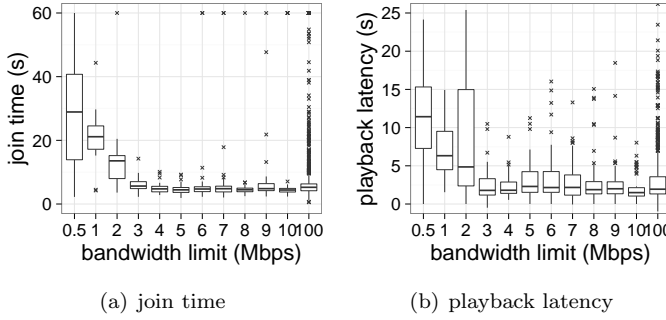 join time (s)
60
40
20
0
0.5 1 2 3 4 5 6 7 8 9 10 100
bandwidth limit (Mbps)
(a) join time
playback latency (s)
25
20
15
10
5
0
0.5 1 2 3 4 5 6 7 8 9 10 100
bandwidth limit (Mbps)
(b) playback latency